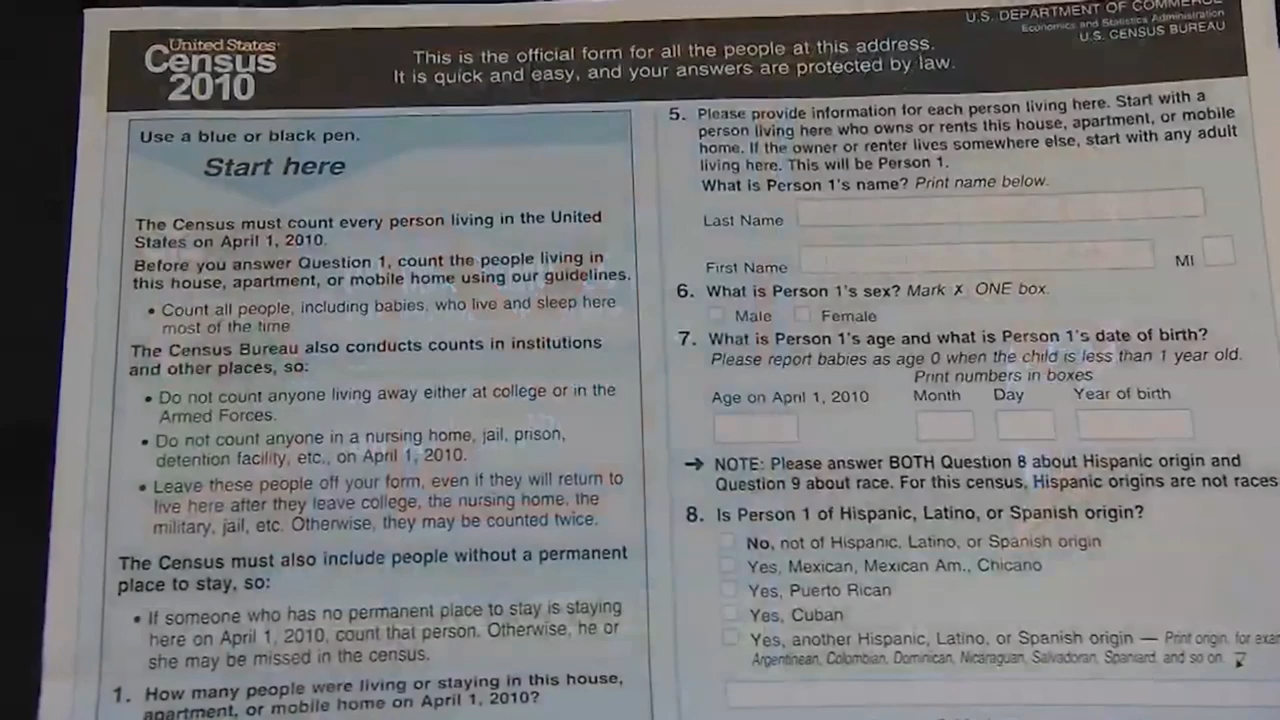 United States
Census
2010
This is the official form for all the people at this address.
It is quick and easy, and your answers are protected by law.
U.S. DEPARTMENT OF COMMERCE
Economics and Statistics Administration
U.S. CENSUS BUREAU
Use a blue or black pen.
Start here
The Census must count every person living in the United
States on April 1, 2010.
Before you answer Question 1, count the people living in
this house, apartment, or mobile home using our guidelines.
• Count all people, including babies, who live and sleep here
most of the time.
The Census Bureau also conducts counts in institutions
and other places, so:
• Do not count anyone living away either at college or in the
Armed Forces.
• Do not count anyone in a nursing home, jail, prison,
detention facility, etc., on April 1, 2010.
• Leave these people off your form, even if they will return to
live here after they leave college, the nursing home, the
military, jail, etc. Otherwise, they may be counted twice.
The Census must also include people without a permanent
place to stay, so:
• If someone who has no permanent place to stay is staying
here on April 1, 2010, count that person. Otherwise, he or
she may be missed in the census.
1. How many people were living or staying in this house,
apartment, or mobile home on April 1, 2010?
5. Please provide information for each person living here. Start with a
person living here who owns or rents this house, apartment, or mobile
home. If the owner or renter lives somewhere else, start with any adult
living here. This will be Person 1.
What is Person 1's name? Print name below.
Last Name
First Name MI
6. What is Person 1's sex? Mark X ONE box.
Male Female
7. What is Person 1's age and what is Person 1's date of birth?
Please report babies as age 0 when the child is less than 1 year old.
Print numbers in boxes
Age on April 1, 2010 Month Day Year of birth
→ NOTE: Please answer BOTH Question 8 about Hispanic origin and
Question 9 about race. For this census, Hispanic origins are not races
8. Is Person 1 of Hispanic, Latino, or Spanish origin?
No, not of Hispanic, Latino, or Spanish origin
Yes, Mexican, Mexican Am., Chicano
Yes, Puerto Rican
Yes, Cuban
Yes, another Hispanic, Latino, or Spanish origin — Print origin, for exa
Argentinean, Colombian, Dominican, Nicaraguan, Salvadoran, Spaniard, and so on.